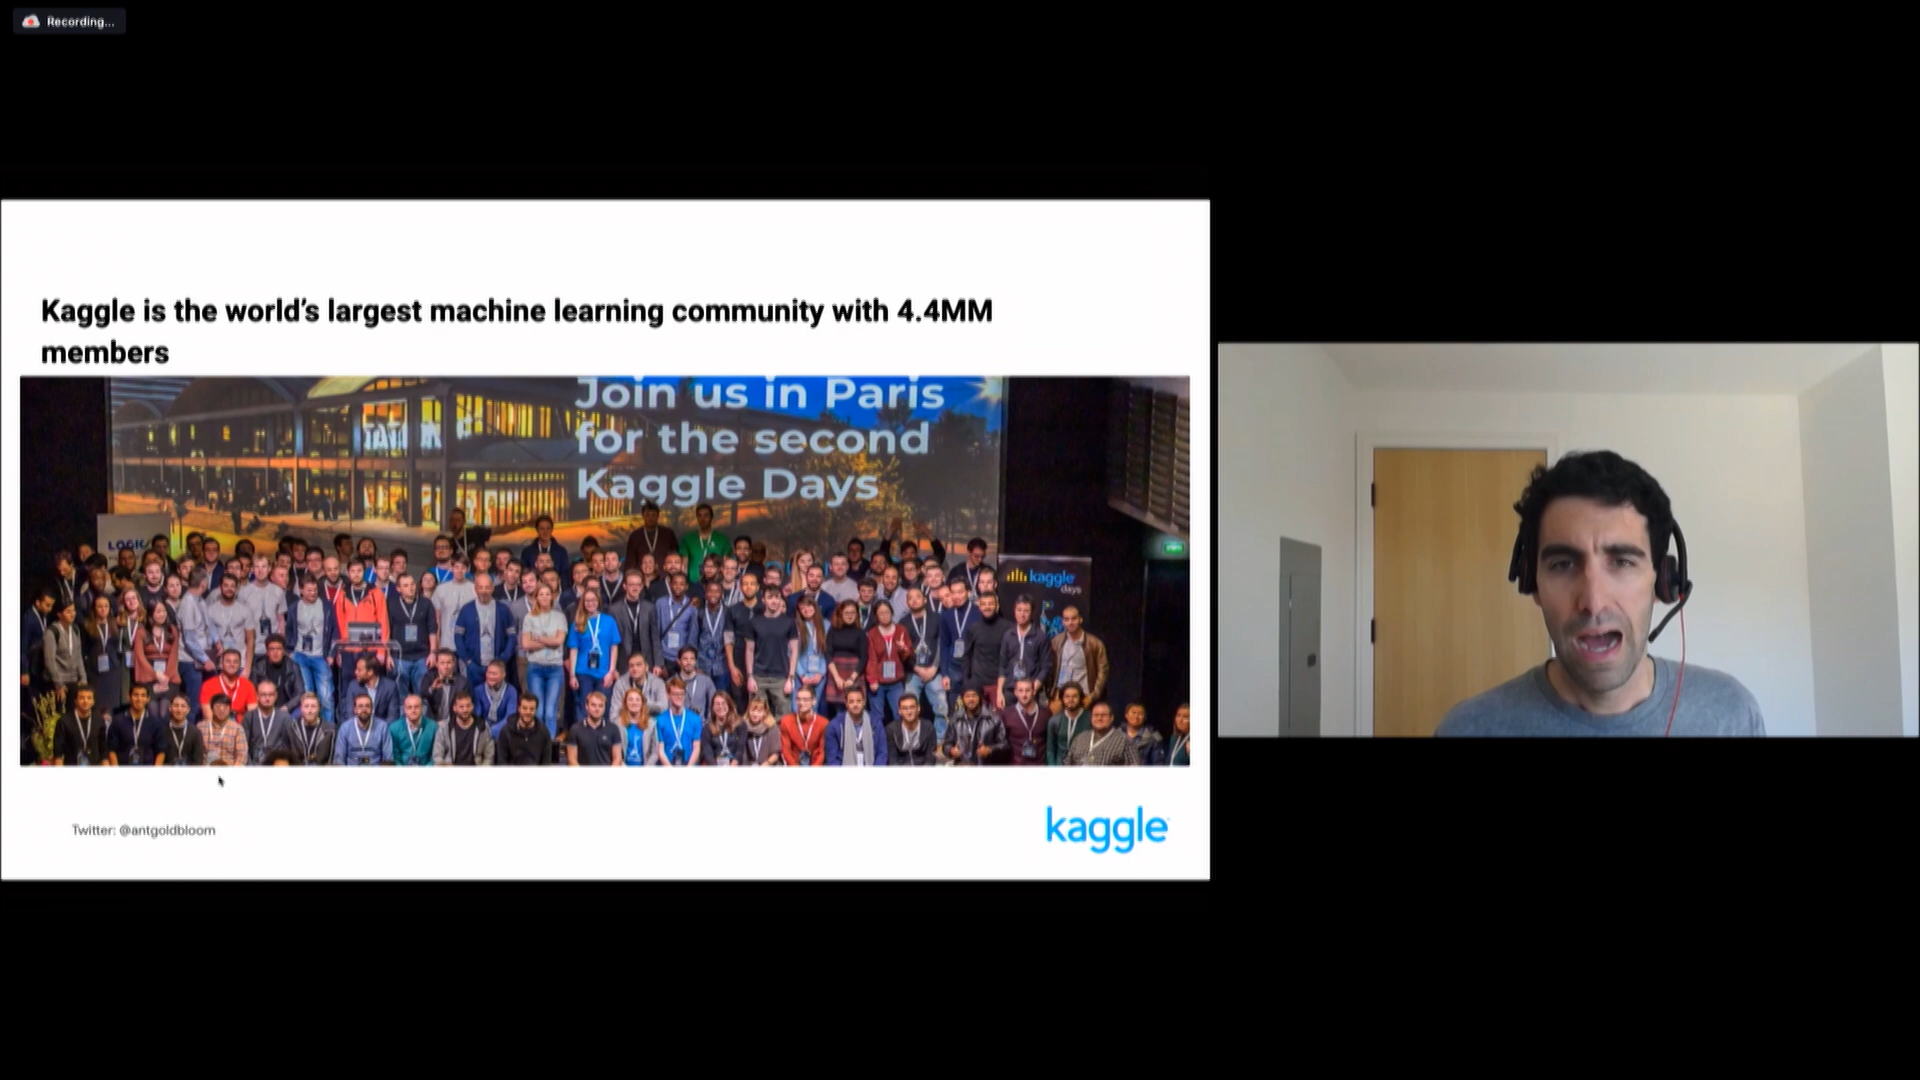 Recording...
Kaggle is the world's largest machine learning community with 4.4MM
members
Join us in Paris
for the second
Kaggle Days
LOGIC
kaggle
days
Twitter: @antgoldbloom
kaggle